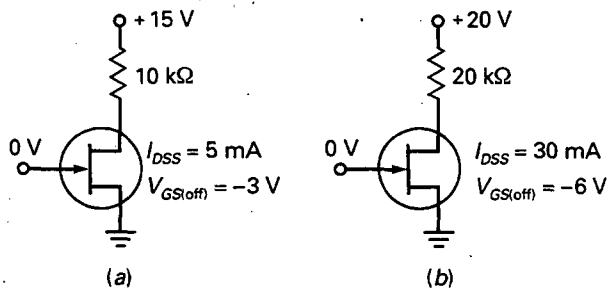 +15 V
10 kΩ
0 V
I_DSS = 5 mA
V_GS(off) = −3 V
(a)
+20 V
20 kΩ
0 V
I_DSS = 30 mA
V_GS(off) = −6 V
(b)